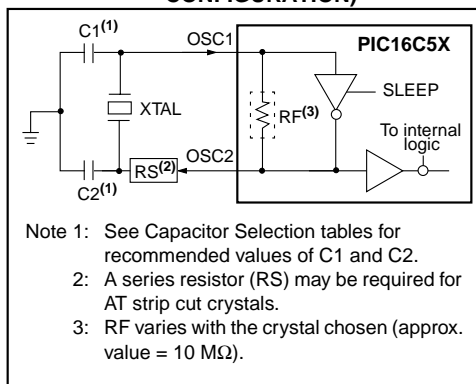 CONFIGURATION)
C1(1)
OSC1
PIC16C5X
SLEEP
XTAL
RF(3)
To internal
logic
OSC2
RS(2)
C2(1)
Note 1: See Capacitor Selection tables for
recommended values of C1 and C2.
2: A series resistor (RS) may be required for
AT strip cut crystals.
3: RF varies with the crystal chosen (approx.
value = 10 MΩ).